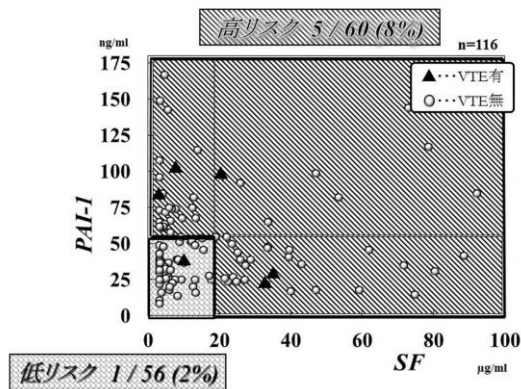 高リスク 5 / 60 (8%)
ng/ml
n=116
175
150
125
100
75
50
25
0
PAI-1
▲･･･VTE有
○･･･VTE無
0 20 40 60 80 100
SF
μg/ml
低リスク 1 / 56 (2%)